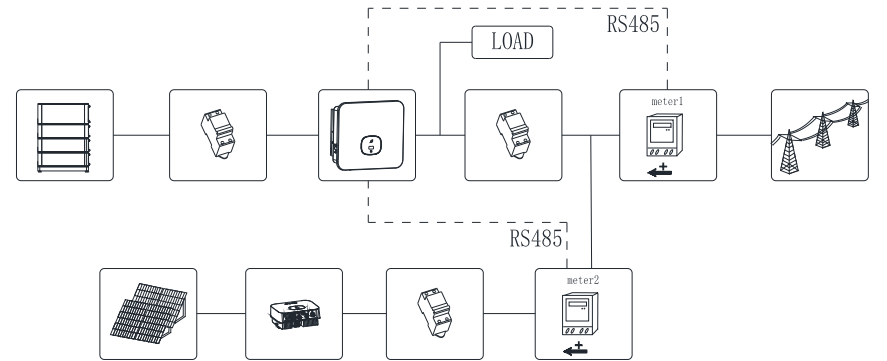 RS485
LOAD
meter1
+
RS485
meter2
+